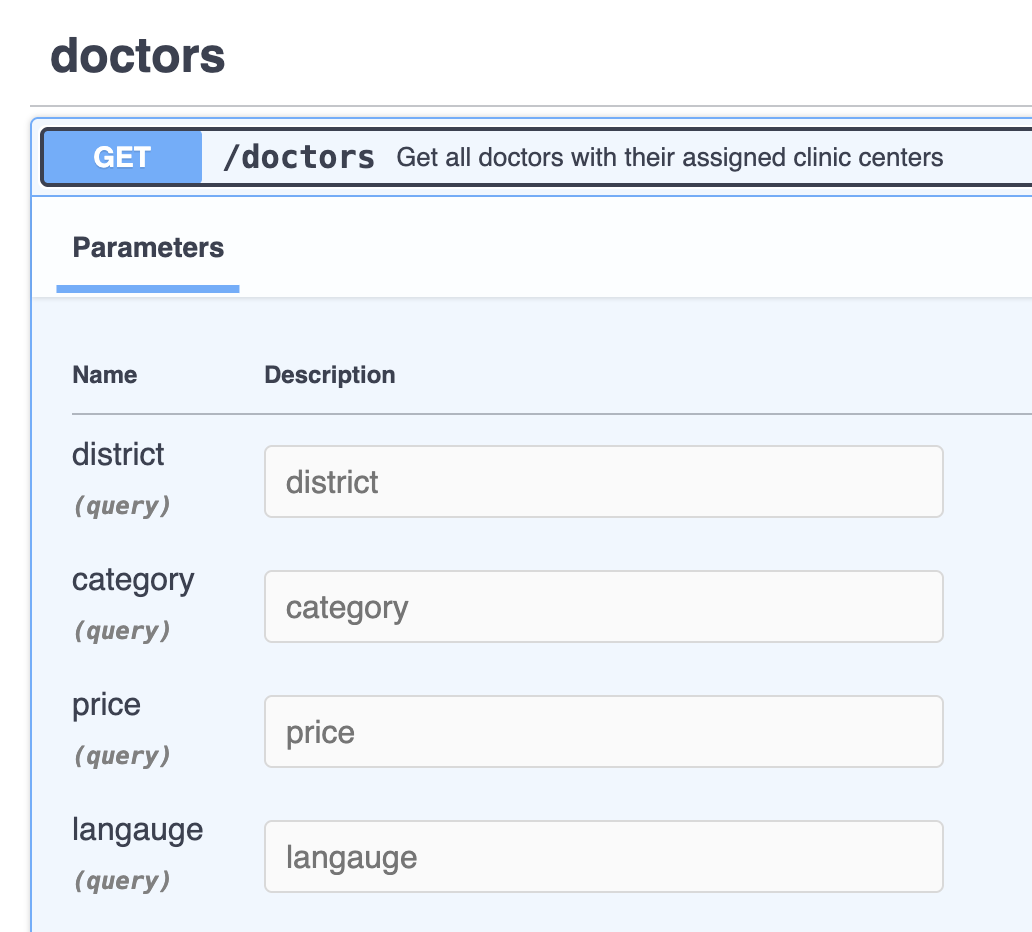 doctors
GET /doctors Get all doctors with their assigned clinic centers
Parameters
Name Description
district
district
(query)
category
category
(query)
price
price
(query)
langauge
langauge
(query)